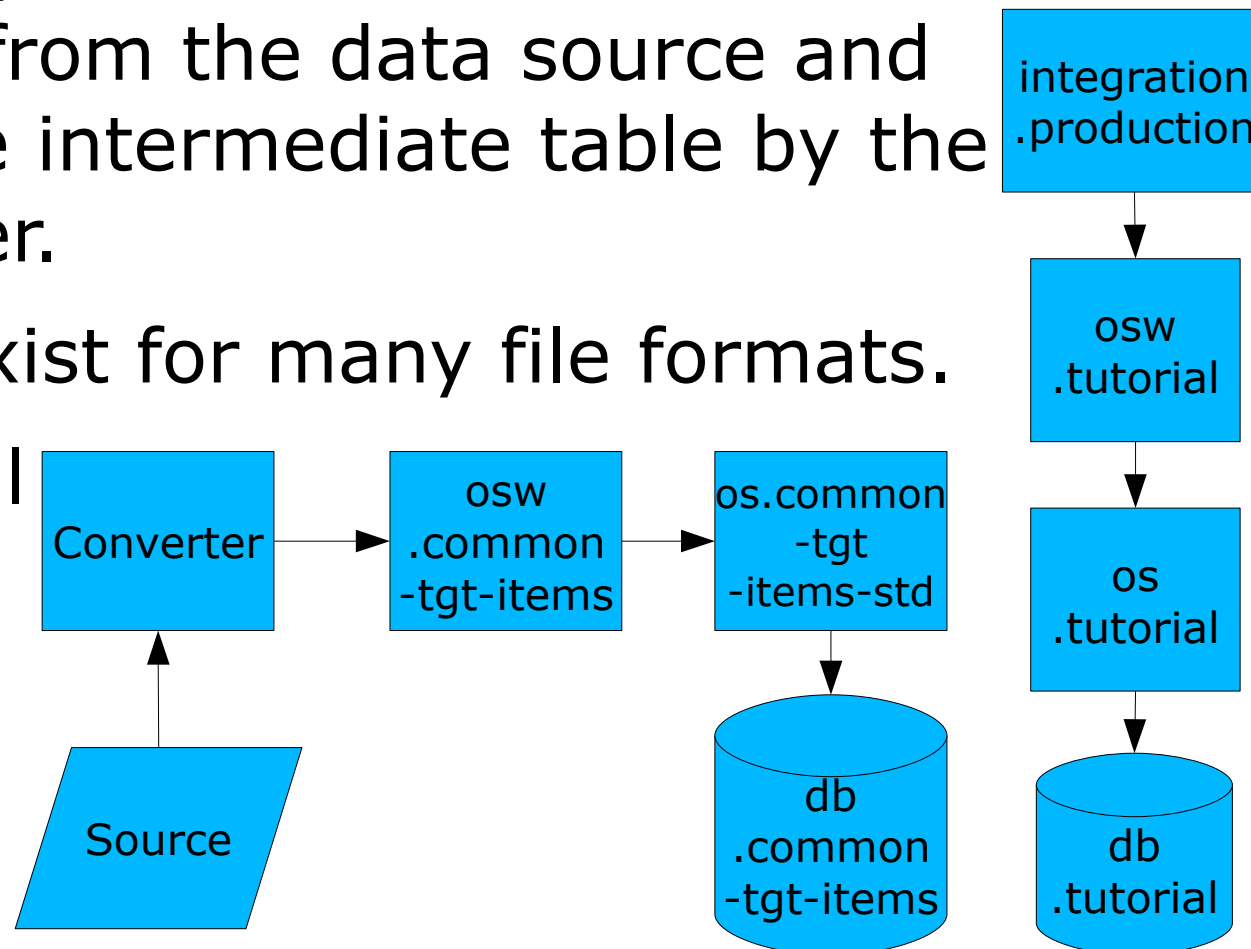 from the data source and
intermediate table by the
er.
xist for many file formats.
Converter
osw
.common
-tgt-items
os.common
-tgt
-items-std
Source
db
.common
-tgt-items
integration
.production
osw
.tutorial
os
.tutorial
db
.tutorial